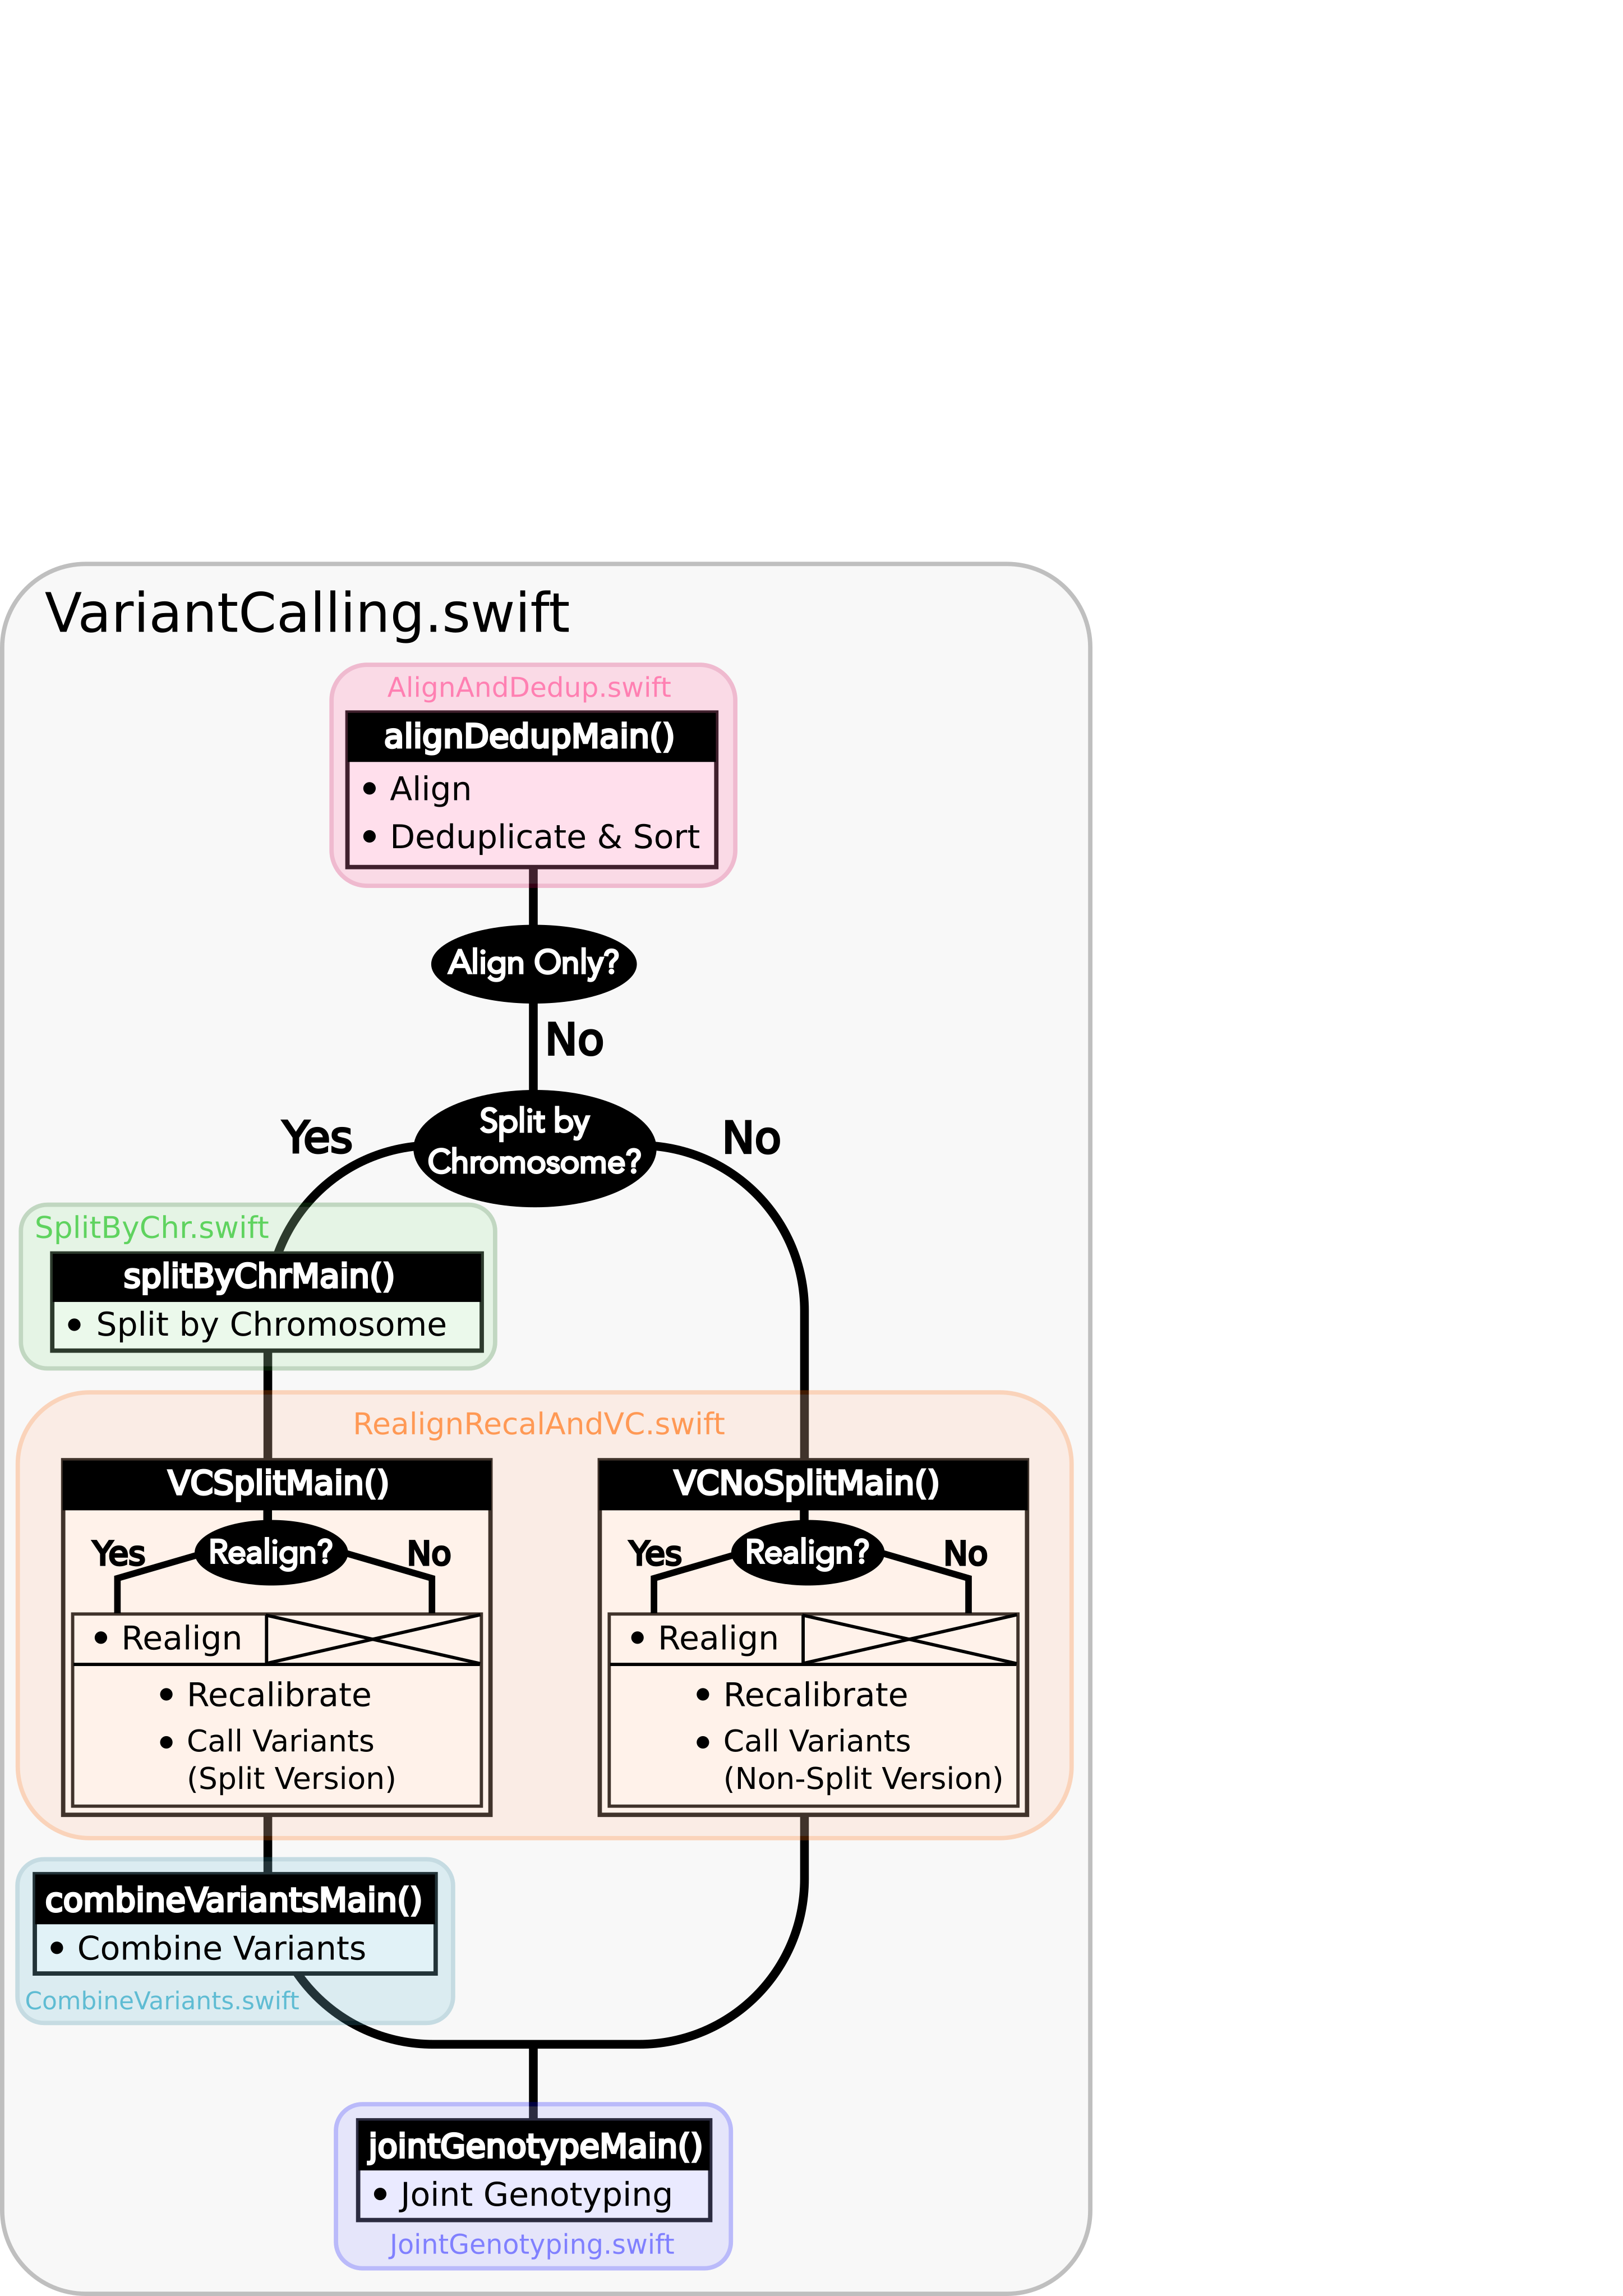 VariantCalling.swift
AlignAndDedup.swift
alignDedupMain()
• Align
• Deduplicate & Sort
Align Only?
No
Split by
Chromosome?
Yes
No
SplitByChr.swift
splitByChrMain()
• Split by Chromosome
RealignRecalAndVC.swift
VCSplitMain()
Realign?
Yes
No
• Realign
• Recalibrate
• Call Variants
(Split Version)
VCNoSplitMain()
Realign?
Yes
No
• Realign
• Recalibrate
• Call Variants
(Non-Split Version)
combineVariantsMain()
• Combine Variants
CombineVariants.swift
jointGenotypeMain()
• Joint Genotyping
JointGenotyping.swift